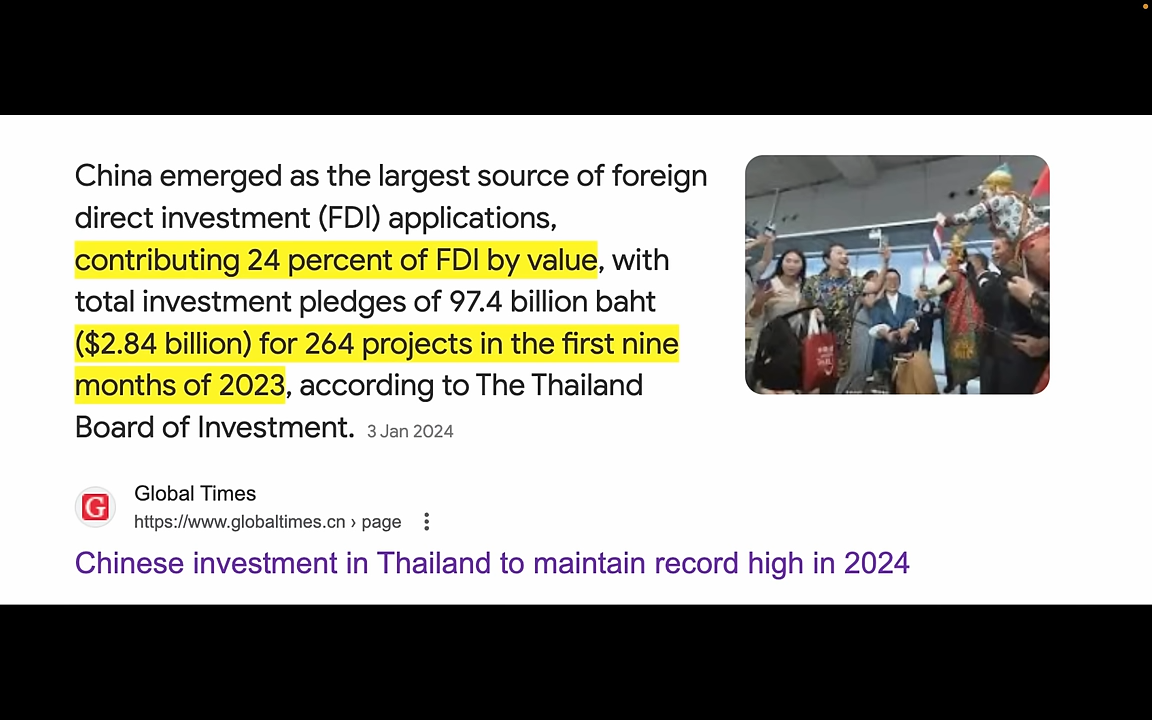 China emerged as the largest source of foreign
direct investment (FDI) applications,
contributing 24 percent of FDI by value, with
total investment pledges of 97.4 billion baht
($2.84 billion) for 264 projects in the first nine
months of 2023, according to The Thailand
Board of Investment. 3 Jan 2024
G
Global Times
https://www.globaltimes.cn › page
Chinese investment in Thailand to maintain record high in 2024